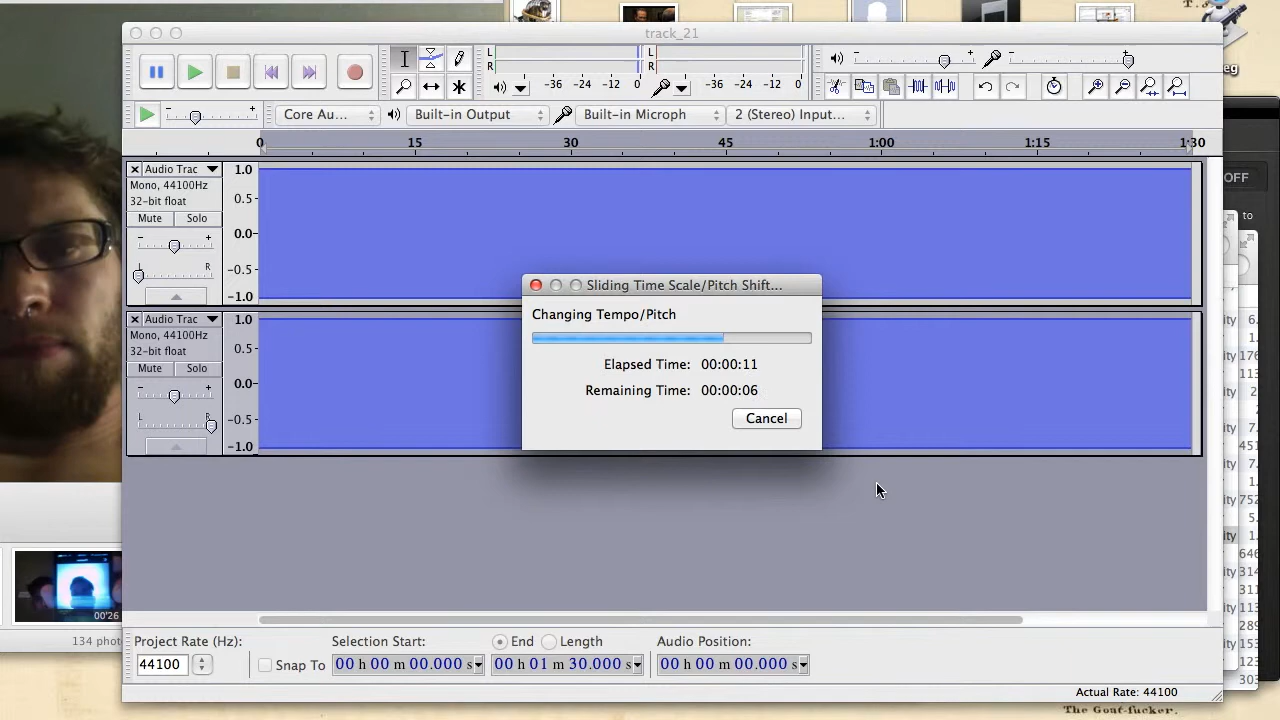 track_21
L
R
-36 -24 -12 0
L
R
-36 -24 -12 0
Core Au...
Built-in Output
Built-in Microph
2 (Stereo) Input...
0 15 30 45 1:00 1:15 1:30
OFF
to
Audio Trac
Mono, 44100Hz
32-bit float
Mute Solo
- +
L R
1.0
0.5
0.0
-0.5
-1.0
Audio Trac
Mono, 44100Hz
32-bit float
Mute Solo
- +
L R
1.0
0.5
0.0
-0.5
-1.0
Sliding Time Scale/Pitch Shift...
Changing Tempo/Pitch
Elapsed Time: 00:00:11
Remaining Time: 00:00:06
Cancel
00'26
134 phot
Project Rate (Hz):
44100
Snap To
Selection Start:
00 h 00 m 00.000 s
End Length
00 h 01 m 30.000 s
Audio Position:
00 h 00 m 00.000 s
Actual Rate: 44100
The Goat-fucker.